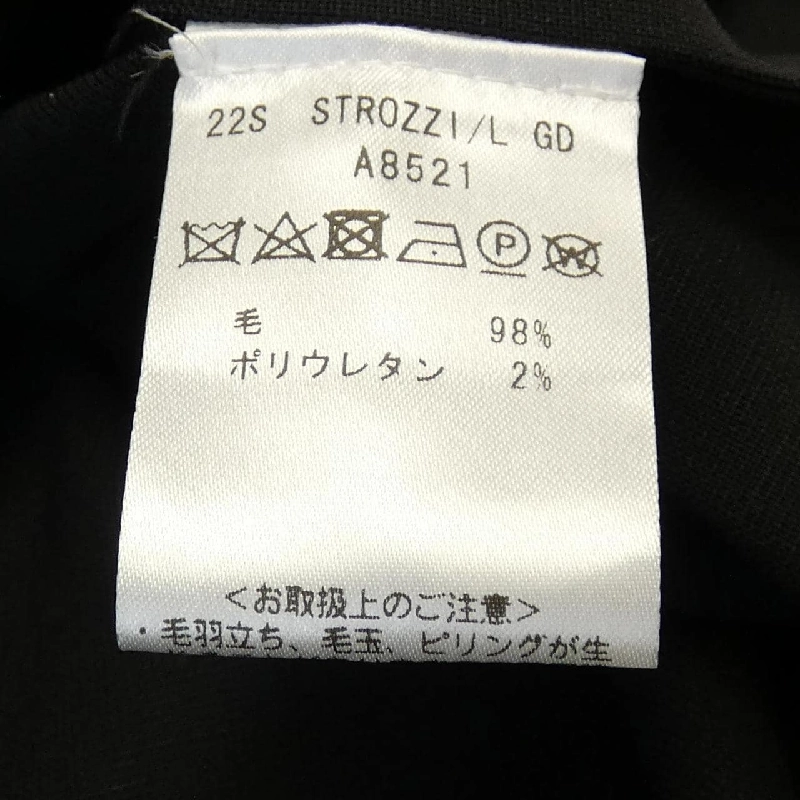 22S STROZZI/L GD
A8521
P W
毛 98%
ポリウレタン 2%
<お取扱上のご注意>
・毛羽立ち、毛玉、ピリングが生